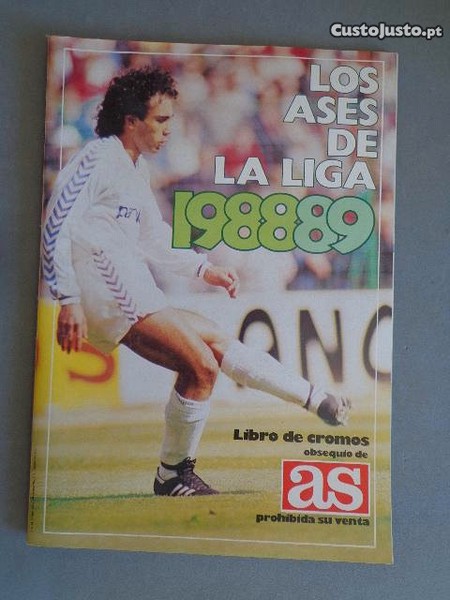 CustoJusto.pt
LOS
ASES
DE
LA LIGA
198889
Libro de cromos
obsequio de
as
prohibida su venta